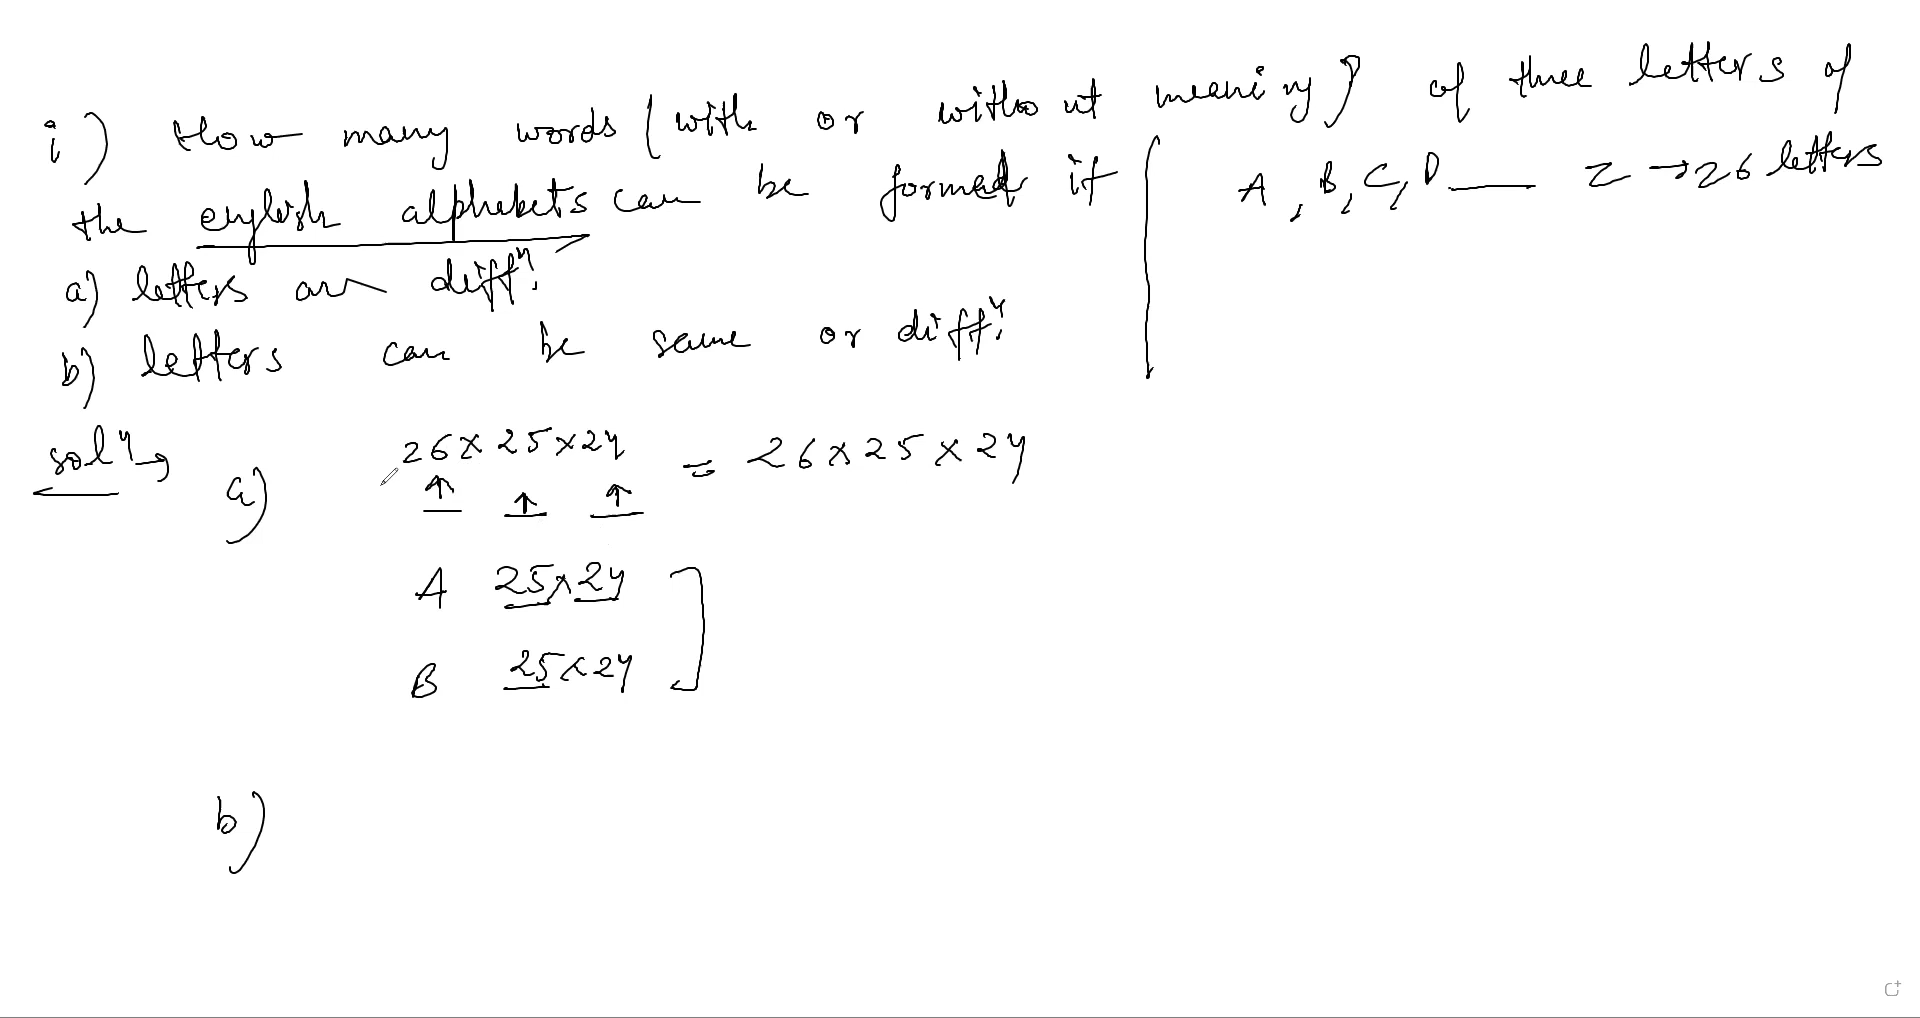 i) How many words (with or without meaning) of three letters of
the english alphabets can be formed if
A, B, C, D — Z → 26 letters
a) letters are diffⁿ?
b) letters can be same or diffⁿ?
solⁿ→
a) 26 × 25 × 24 = 26 × 25 × 24
↑ ↑ ↑
A 25 × 24
B 25 × 24
b)